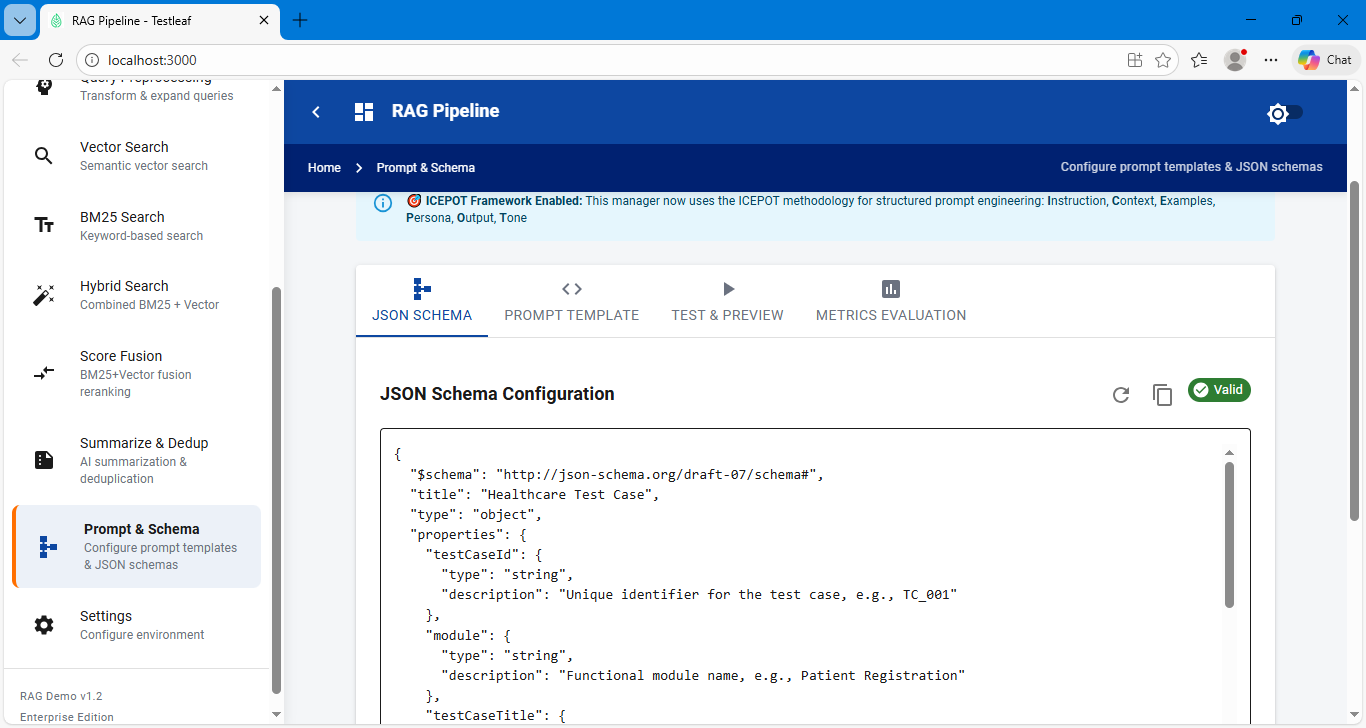 RAG Pipeline - Testleaf
localhost:3000
Chat
Query Preprocessing
Transform & expand queries
Vector Search
Semantic vector search
BM25 Search
Keyword-based search
Hybrid Search
Combined BM25 + Vector
Score Fusion
BM25+Vector fusion
reranking
Summarize & Dedup
AI summarization &
deduplication
Prompt & Schema
Configure prompt templates
& JSON schemas
Settings
Configure environment
RAG Demo v1.2
Enterprise Edition
RAG Pipeline
Home > Prompt & Schema
Configure prompt templates & JSON schemas
🎯 ICEPOT Framework Enabled: This manager now uses the ICEPOT methodology for structured prompt engineering: Instruction, Context, Examples,
Persona, Output, Tone
JSON SCHEMA
PROMPT TEMPLATE
TEST & PREVIEW
METRICS EVALUATION
JSON Schema Configuration
Valid
{
  "$schema": "http://json-schema.org/draft-07/schema#",
  "title": "Healthcare Test Case",
  "type": "object",
  "properties": {
    "testCaseId": {
      "type": "string",
      "description": "Unique identifier for the test case, e.g., TC_001"
    },
    "module": {
      "type": "string",
      "description": "Functional module name, e.g., Patient Registration"
    },
    "testCaseTitle": {